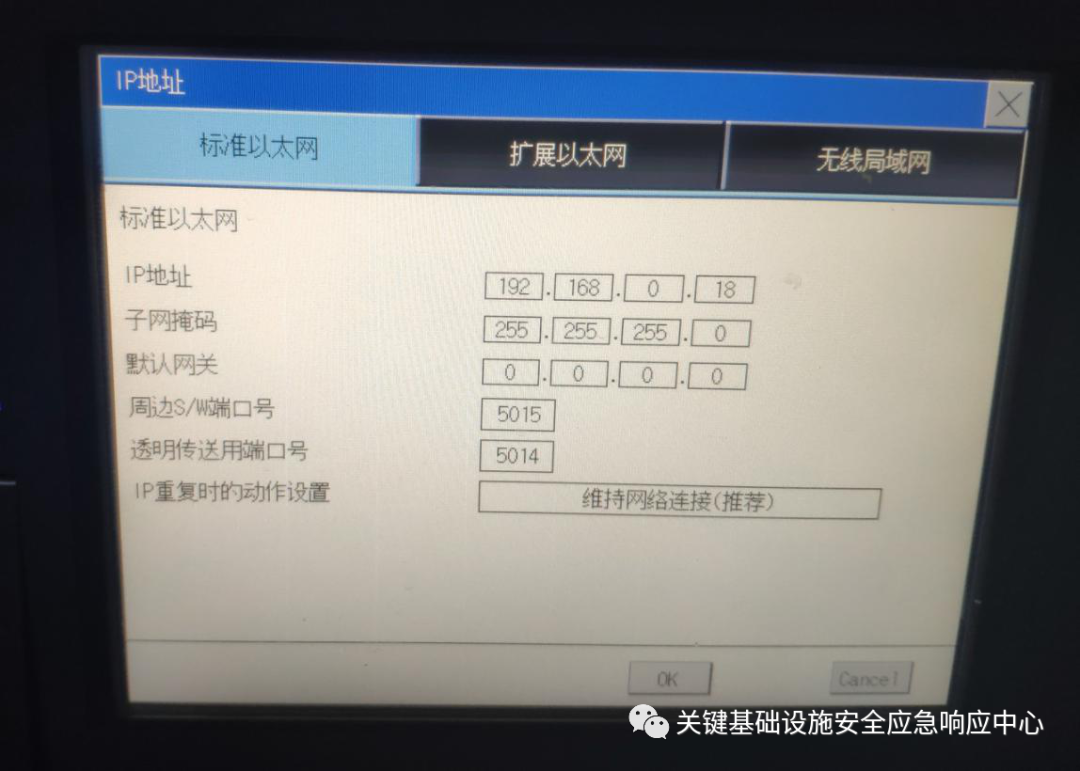 IP地址
标准以太网 扩展以太网 无线局域网
标准以太网
IP地址 192.168.0.18
子网掩码 255.255.255.0
默认网关 0.0.0.0
周边S/W端口号 5015
透明传送用端口号 5014
IP重复时的动作设置 维持网络连接(推荐)
OK Cancel
关键基础设施安全应急响应中心